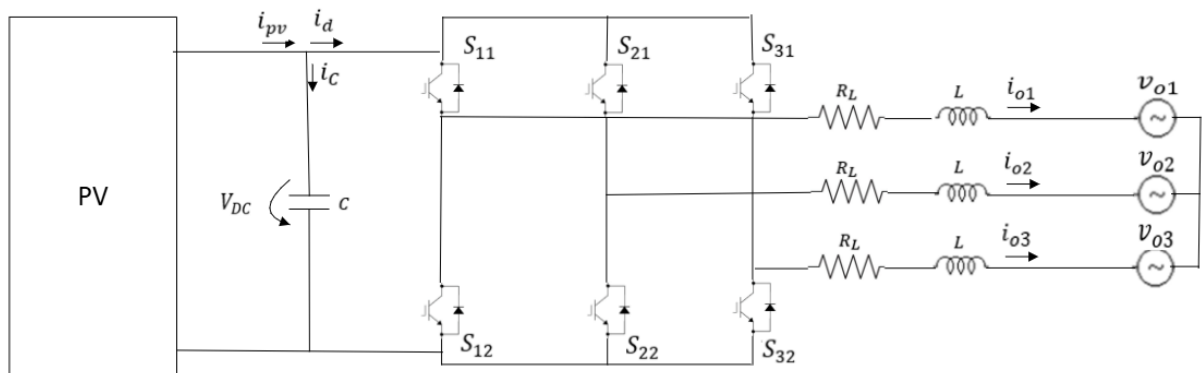 i_pv i_d
i_C
S_11 S_21 S_31
PV
V_DC C
R_L L i_o1 v_o1
R_L L i_o2 v_o2
R_L L i_o3 v_o3
S_12 S_22 S_32